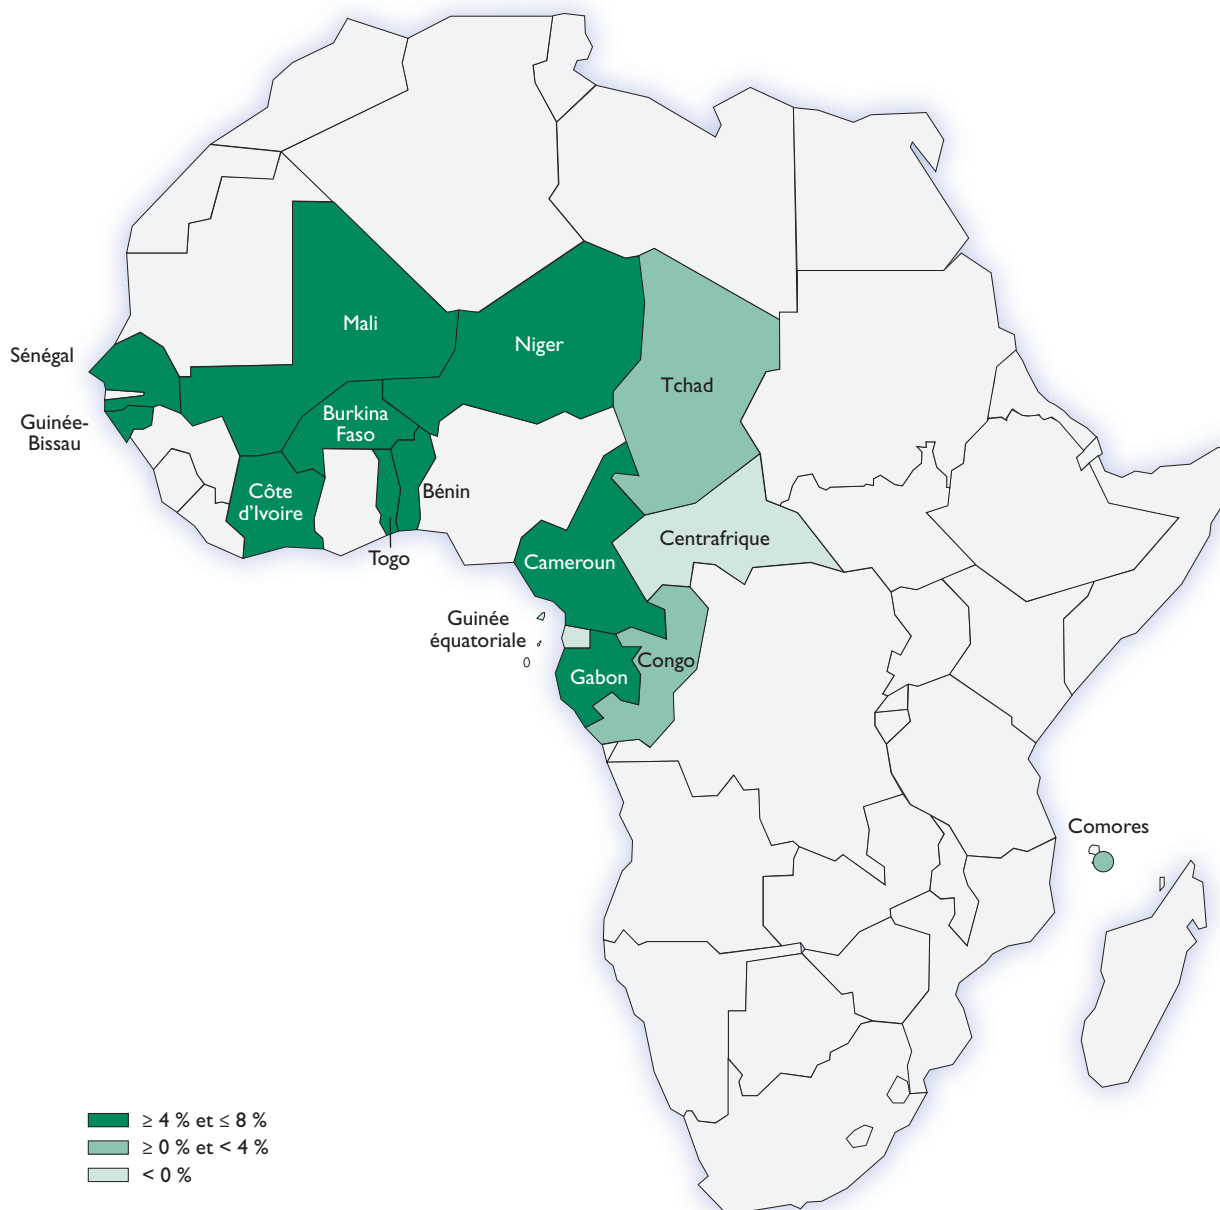 Mali
Niger
Sénégal
Tchad
Guinée-
Bissau
Burkina
Faso
Côte
d'Ivoire
Bénin
Togo
Centrafrique
Cameroun
Guinée
équatoriale
Congo
Gabon
Comores
≥ 4 % et ≤ 8 %
≥ 0 % et < 4 %
< 0 %